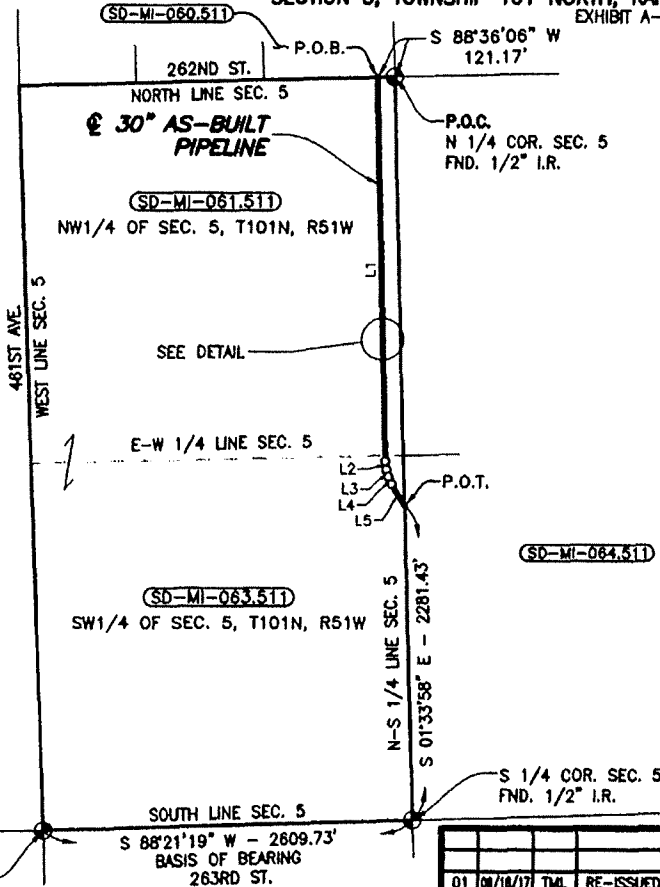 SECTION 5, TOWNSHIP 101 NORTH,
EXHIBIT A-
SD-MI-060.511
P.O.B.
S 88°36'06" W
121.17'
262ND ST.
NORTH LINE SEC. 5
P.O.C.
N 1/4 COR. SEC. 5
FND. 1/2" I.R.
℄ 30" AS-BUILT
PIPELINE
SD-MI-061.511
NW1/4 OF SEC. 5, T101N, R51W
L1
461ST AVE.
WEST LINE SEC. 5
SEE DETAIL
E-W 1/4 LINE SEC. 5
L2
L3
L4
L5
P.O.T.
SD-MI-064.511
SD-MI-063.511
SW1/4 OF SEC. 5, T101N, R51W
N-S 1/4 LINE SEC. 5
S 01°33'58" E - 2281.43'
S 1/4 COR. SEC. 5
FND. 1/2" I.R.
SOUTH LINE SEC. 5
S 88°21'19" W - 2609.73'
BASIS OF BEARING
263RD ST.
01 08/18/17 TML RE-ISSUED